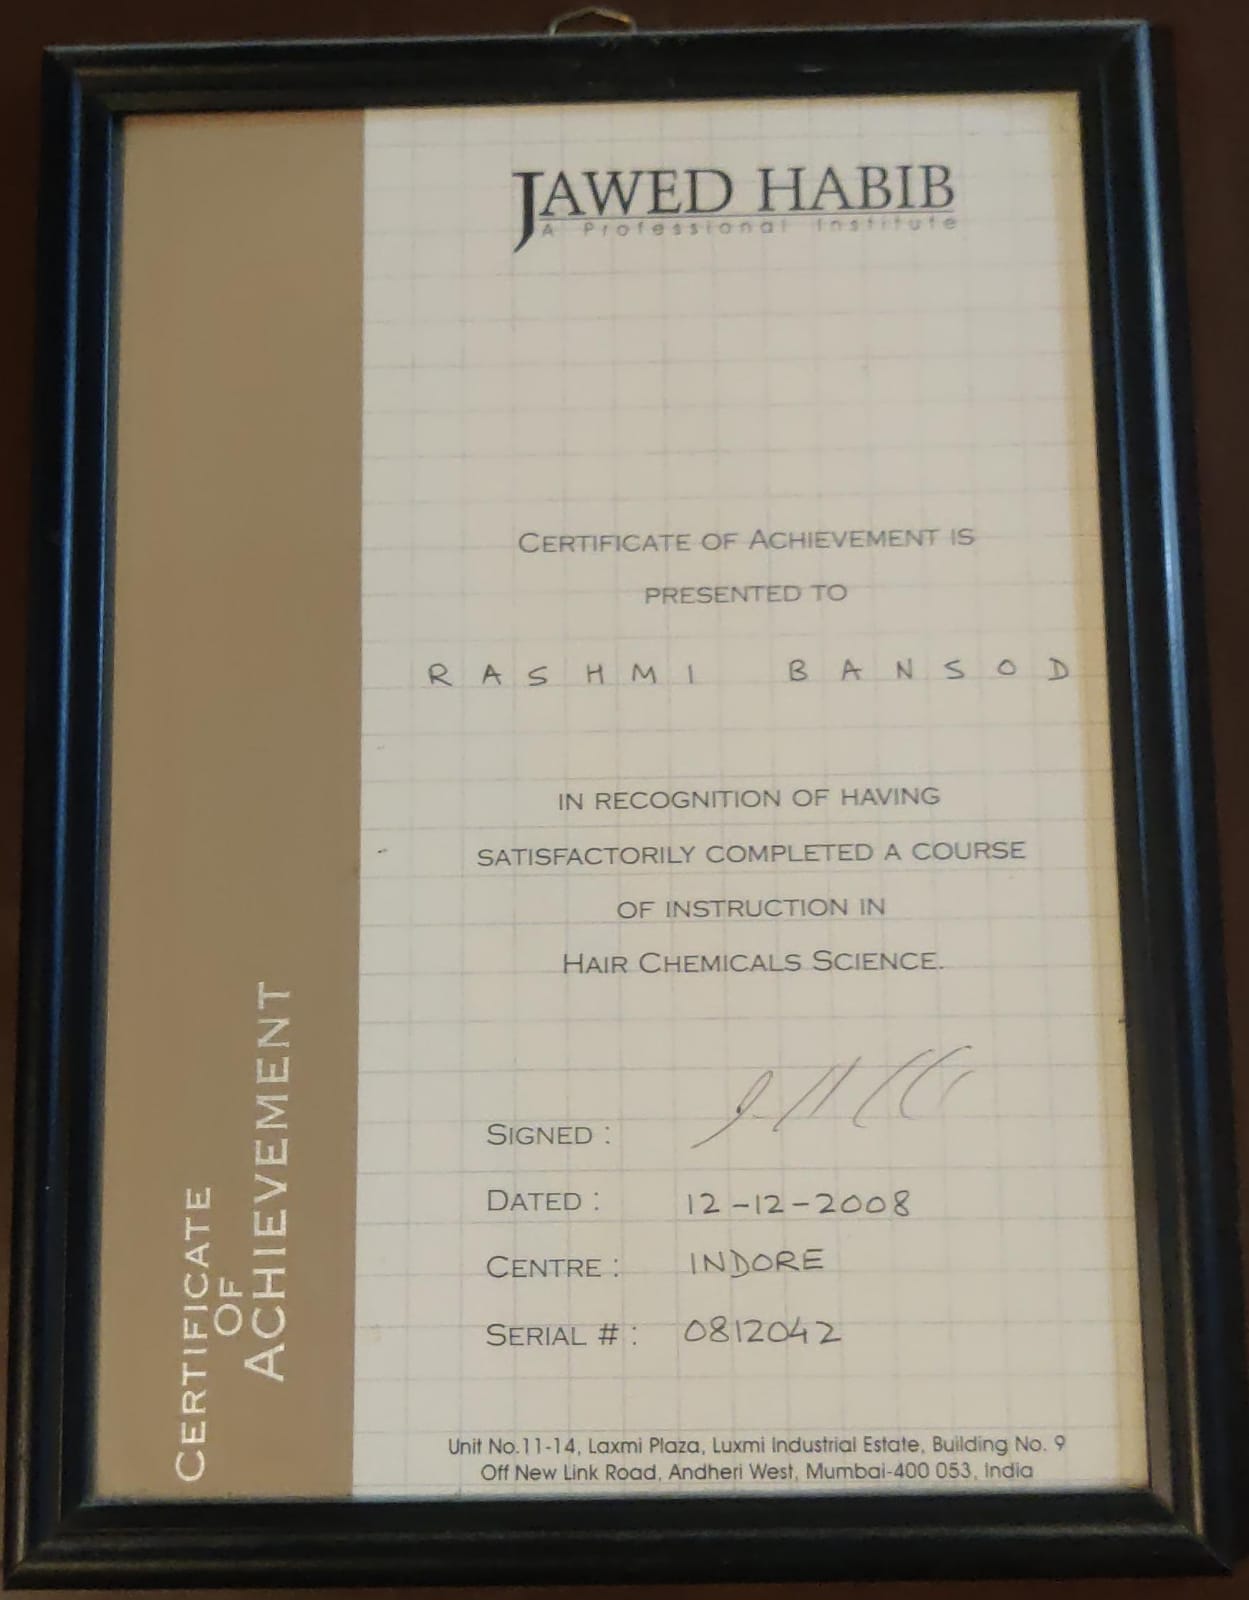 JAWED HABIB
A Professional Institute
CERTIFICATE OF ACHIEVEMENT IS
PRESENTED TO
RASHMI BANSOD
IN RECOGNITION OF HAVING
SATISFACTORILY COMPLETED A COURSE
OF INSTRUCTION IN
HAIR CHEMICALS SCIENCE.
SIGNED :
DATED : 12-12-2008
CENTRE : INDORE
SERIAL # : 0812042
Unit No.11-14, Laxmi Plaza, Luxmi Industrial Estate, Building No. 9
Off New Link Road, Andheri West, Mumbai-400 053, India
CERTIFICATE
OF
ACHIEVEMENT